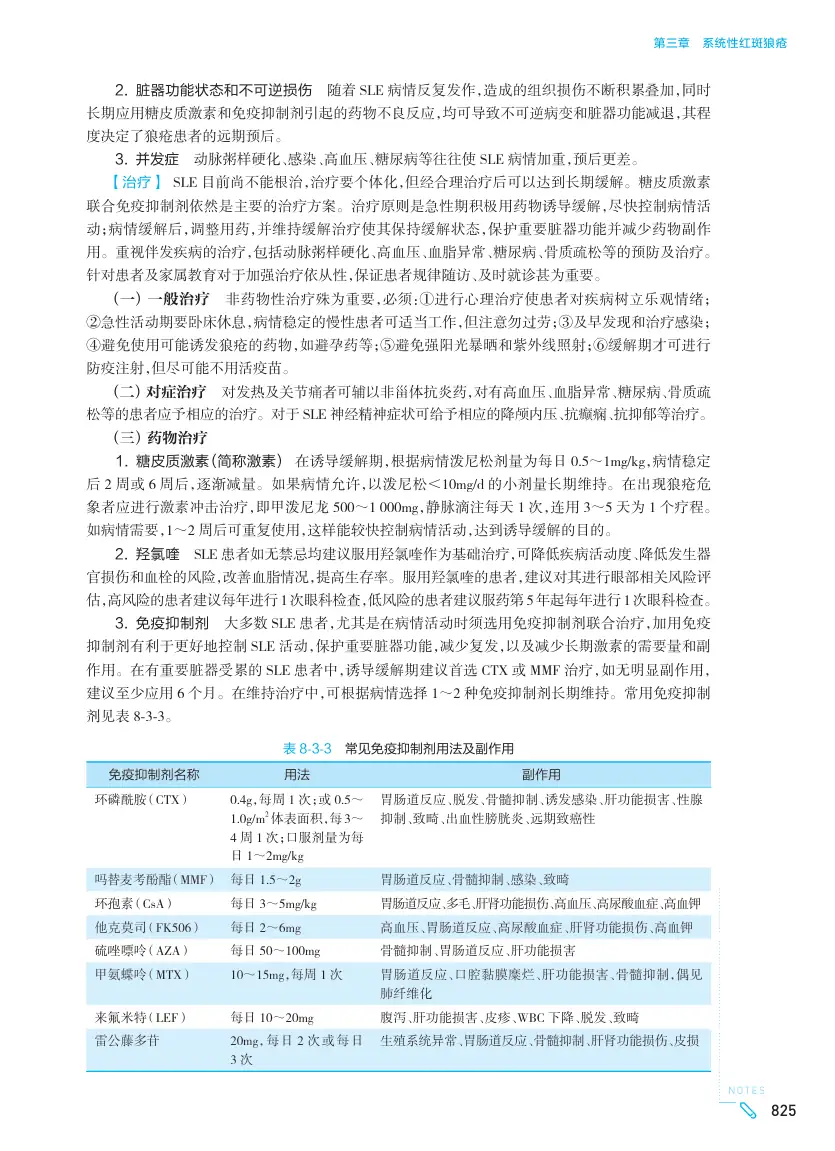 第三章　系统性红斑狼疮
2. 脏器功能状态和不可逆损伤　随着 SLE 病情反复发作,造成的组织损伤不断积累叠加,同时
长期应用糖皮质激素和免疫抑制剂引起的药物不良反应,均可导致不可逆病变和脏器功能减退,其程
度决定了狼疮患者的远期预后。
3. 并发症　动脉粥样硬化、感染、高血压、糖尿病等往往使 SLE 病情加重,预后更差。
【治疗】 SLE 目前尚不能根治,治疗要个体化,但经合理治疗后可以达到长期缓解。糖皮质激素
联合免疫抑制剂依然是主要的治疗方案。治疗原则是急性期积极用药物诱导缓解,尽快控制病情活
动;病情缓解后,调整用药,并维持缓解治疗使其保持缓解状态,保护重要脏器功能并减少药物副作
用。重视伴发疾病的治疗,包括动脉粥样硬化、高血压、血脂异常、糖尿病、骨质疏松等的预防及治疗。
针对患者及家属教育对于加强治疗依从性,保证患者规律随访、及时就诊甚为重要。
(一) 一般治疗　非药物性治疗殊为重要,必须:①进行心理治疗使患者对疾病树立乐观情绪;
②急性活动期要卧床休息,病情稳定的慢性患者可适当工作,但注意勿过劳;③及早发现和治疗感染;
④避免使用可能诱发狼疮的药物,如避孕药等;⑤避免强阳光暴晒和紫外线照射;⑥缓解期才可进行
防疫注射,但尽可能不用活疫苗。
(二) 对症治疗　对发热及关节痛者可辅以非甾体抗炎药,对有高血压、血脂异常、糖尿病、骨质疏
松等的患者应予相应的治疗。对于 SLE 神经精神症状可给予相应的降颅内压、抗癫痫、抗抑郁等治疗。
(三) 药物治疗
1. 糖皮质激素(简称激素)　在诱导缓解期,根据病情泼尼松剂量为每日 0.5～1mg/kg,病情稳定
后 2 周或 6 周后,逐渐减量。如果病情允许,以泼尼松＜10mg/d 的小剂量长期维持。在出现狼疮危
象者应进行激素冲击治疗,即甲泼尼龙 500～1 000mg,静脉滴注每天 1 次,连用 3～5 天为 1 个疗程。
如病情需要,1～2 周后可重复使用,这样能较快控制病情活动,达到诱导缓解的目的。
2. 羟氯喹　SLE 患者如无禁忌均建议服用羟氯喹作为基础治疗,可降低疾病活动度、降低发生器
官损伤和血栓的风险,改善血脂情况,提高生存率。服用羟氯喹的患者,建议对其进行眼部相关风险评
估,高风险的患者建议每年进行 1 次眼科检查,低风险的患者建议服药第 5 年起每年进行 1 次眼科检查。
3. 免疫抑制剂　大多数 SLE 患者,尤其是在病情活动时须选用免疫抑制剂联合治疗,加用免疫
抑制剂有利于更好地控制 SLE 活动,保护重要脏器功能,减少复发,以及减少长期激素的需要量和副
作用。在有重要脏器受累的 SLE 患者中,诱导缓解期建议首选 CTX 或 MMF 治疗,如无明显副作用,
建议至少应用 6 个月。在维持治疗中,可根据病情选择 1～2 种免疫抑制剂长期维持。常用免疫抑制
剂见表 8-3-3。
表 8-3-3　常见免疫抑制剂用法及副作用
免疫抑制剂名称　用法　副作用
环磷酰胺(CTX)　0.4g,每周 1 次;或 0.5～　胃肠道反应、脱发、骨髓抑制、诱发感染、肝功能损害、性腺
1.0g/m²体表面积,每 3～　抑制、致畸、出血性膀胱炎、远期致癌性
4 周 1 次;口服剂量为每
日 1～2mg/kg
吗替麦考酚酯(MMF)　每日 1.5～2g　胃肠道反应、骨髓抑制、感染、致畸
环孢素(CsA)　每日 3～5mg/kg　胃肠道反应、多毛、肝肾功能损伤、高血压、高尿酸血症、高血钾
他克莫司(FK506)　每日 2～6mg　高血压、胃肠道反应、高尿酸血症、肝肾功能损伤、高血钾
硫唑嘌呤(AZA)　每日 50～100mg　骨髓抑制、胃肠道反应、肝功能损害
甲氨蝶呤(MTX)　10～15mg,每周 1 次　胃肠道反应、口腔黏膜糜烂、肝功能损害、骨髓抑制,偶见
肺纤维化
来氟米特(LEF)　每日 10～20mg　腹泻、肝功能损害、皮疹、WBC 下降、脱发、致畸
雷公藤多苷　20mg,每日 2 次或每日　生殖系统异常、胃肠道反应、骨髓抑制、肝肾功能损伤、皮损
3 次
NOTES
825